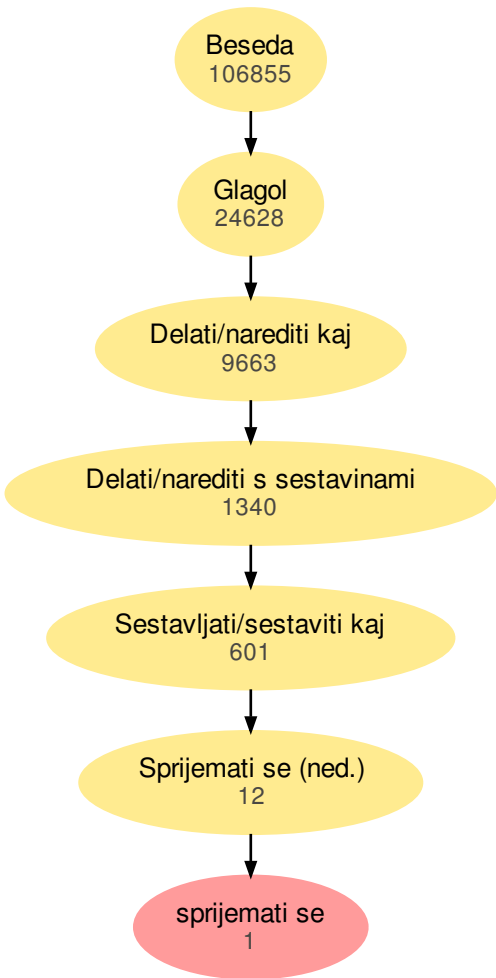 Beseda
106855
Glagol
24628
Delati/narediti kaj
9663
Delati/narediti s sestavinami
1340
Sestavljati/sestaviti kaj
601
Sprijemati se (ned.)
12
sprijemati se
1